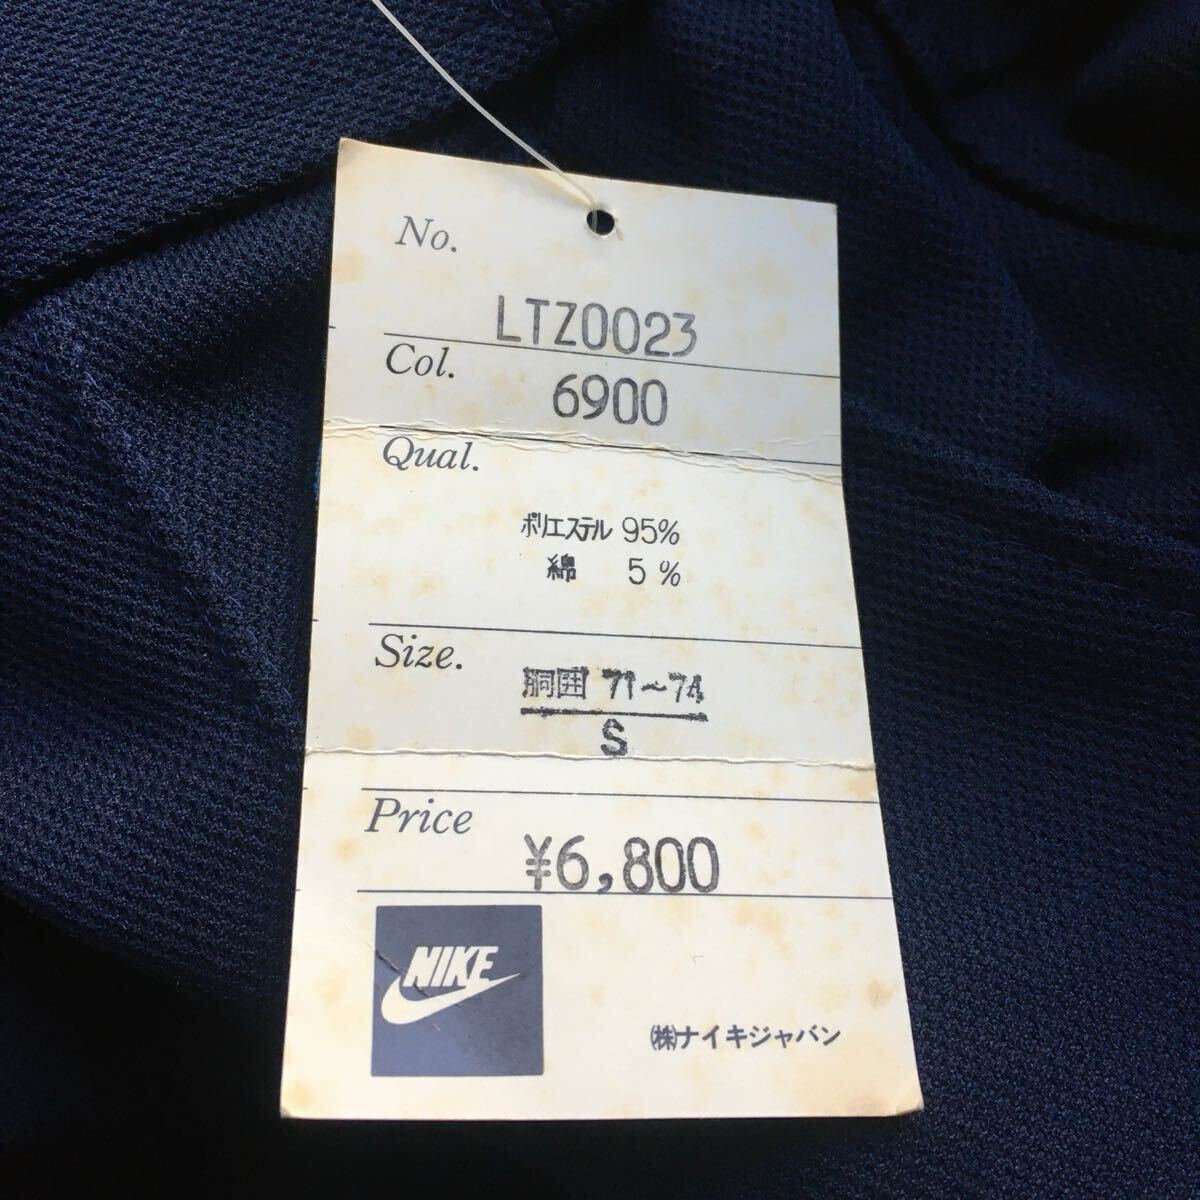 No.
LTZ0023
Col.
6900
Qual.
ポリエステル 95%
綿 5%
Size.
胴囲 71~74
S
Price
¥6,800
NIKE
㈱ナイキジャパン